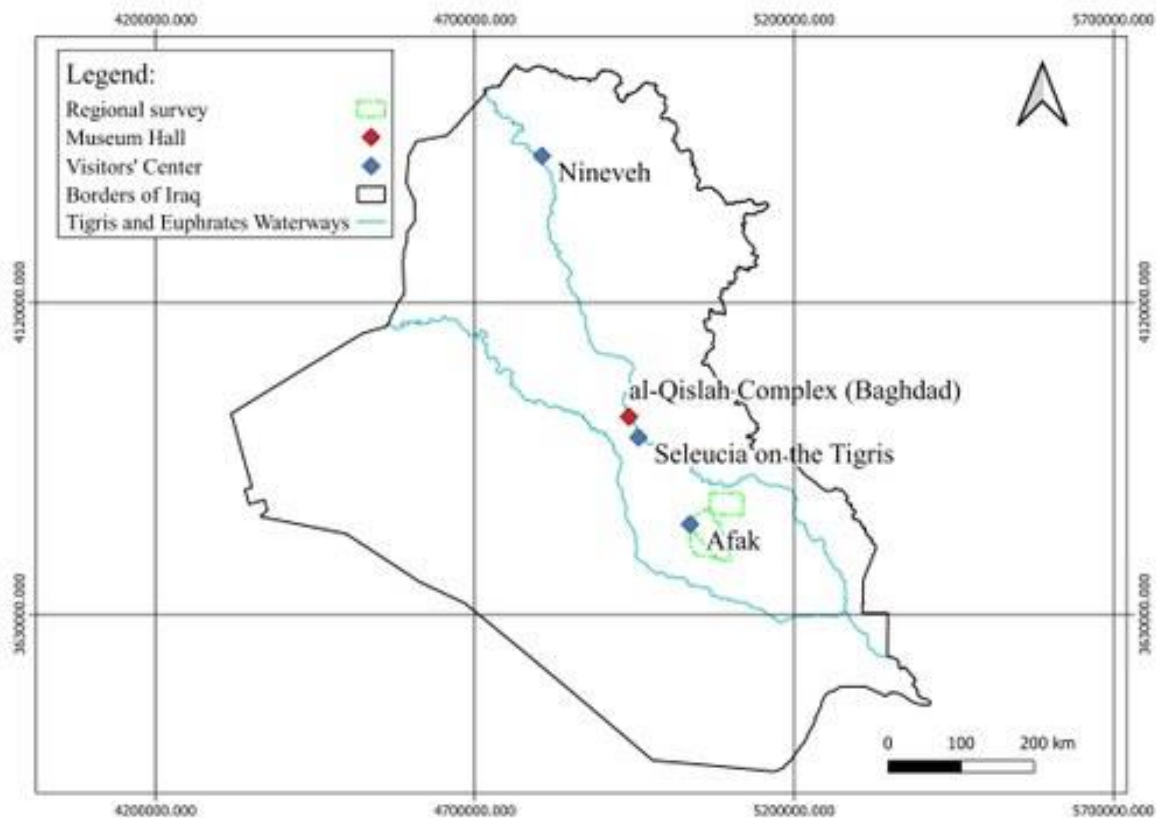 4200000.000 4700000.000 5200000.000 5700000.000
Legend:
Regional survey
Museum Hall
Visitors' Center
Borders of Iraq
Tigris and Euphrates Waterways
Nineveh
4120000.000 4120000.000
al-Qislah Complex (Baghdad)
Seleucia on the Tigris
Afak
3630000.000 3630000.000
0 100 200 km
4200000.000 4700000.000 5200000.000 5700000.000